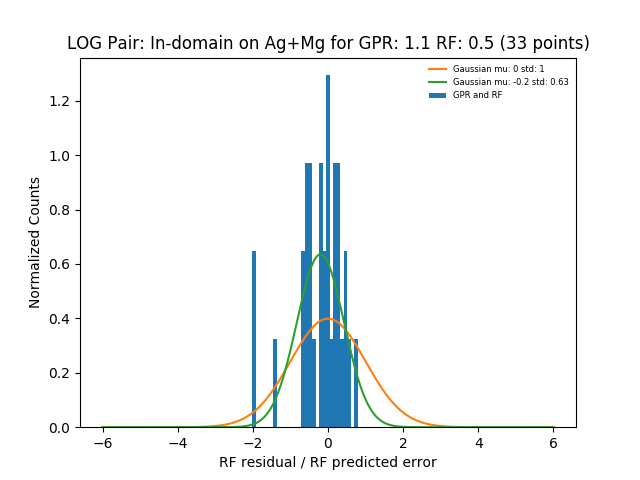 LOG Pair: In-domain on Ag+Mg for GPR: 1.1 RF: 0.5 (33 points)
Gaussian mu: 0 std: 1
Gaussian mu: -0.2 std: 0.63
GPR and RF
Normalized Counts
1.2
1.0
0.8
0.6
0.4
0.2
0.0
−6 −4 −2 0 2 4 6
RF residual / RF predicted error